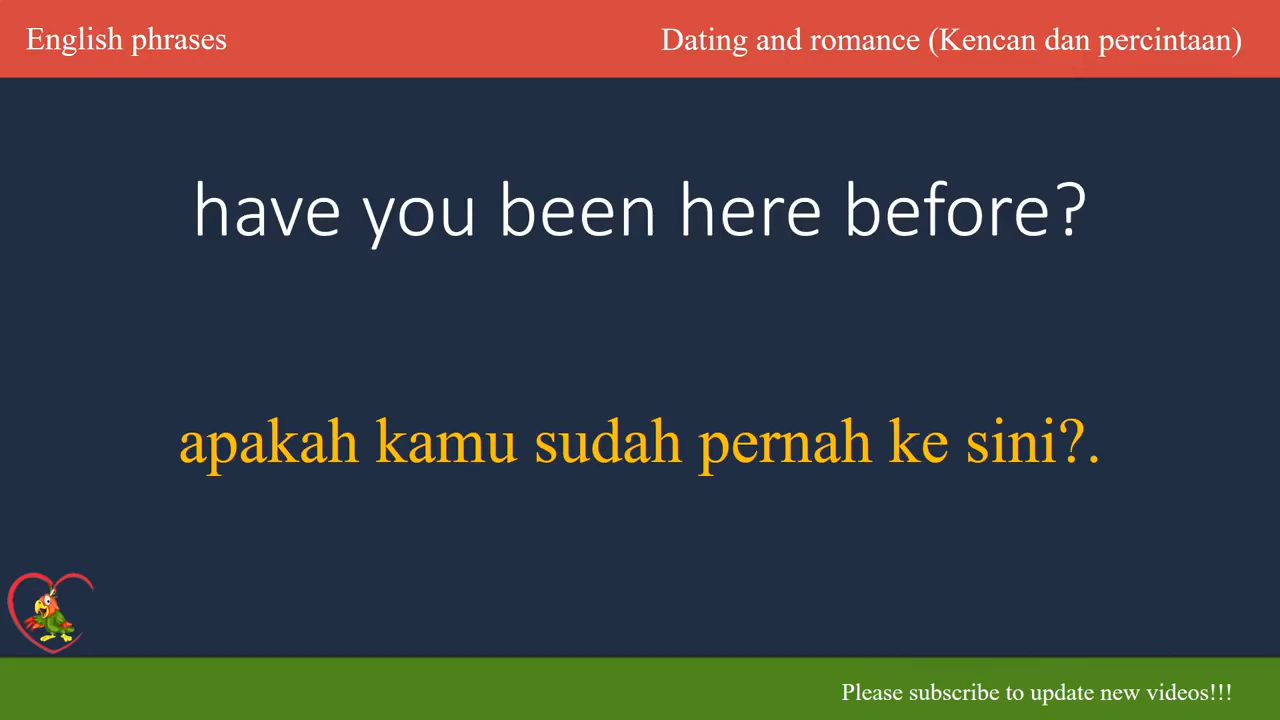 English phrases
Dating and romance (Kencan dan percintaan)
have you been here before?
apakah kamu sudah pernah ke sini?.
Please subscribe to update new videos!!!